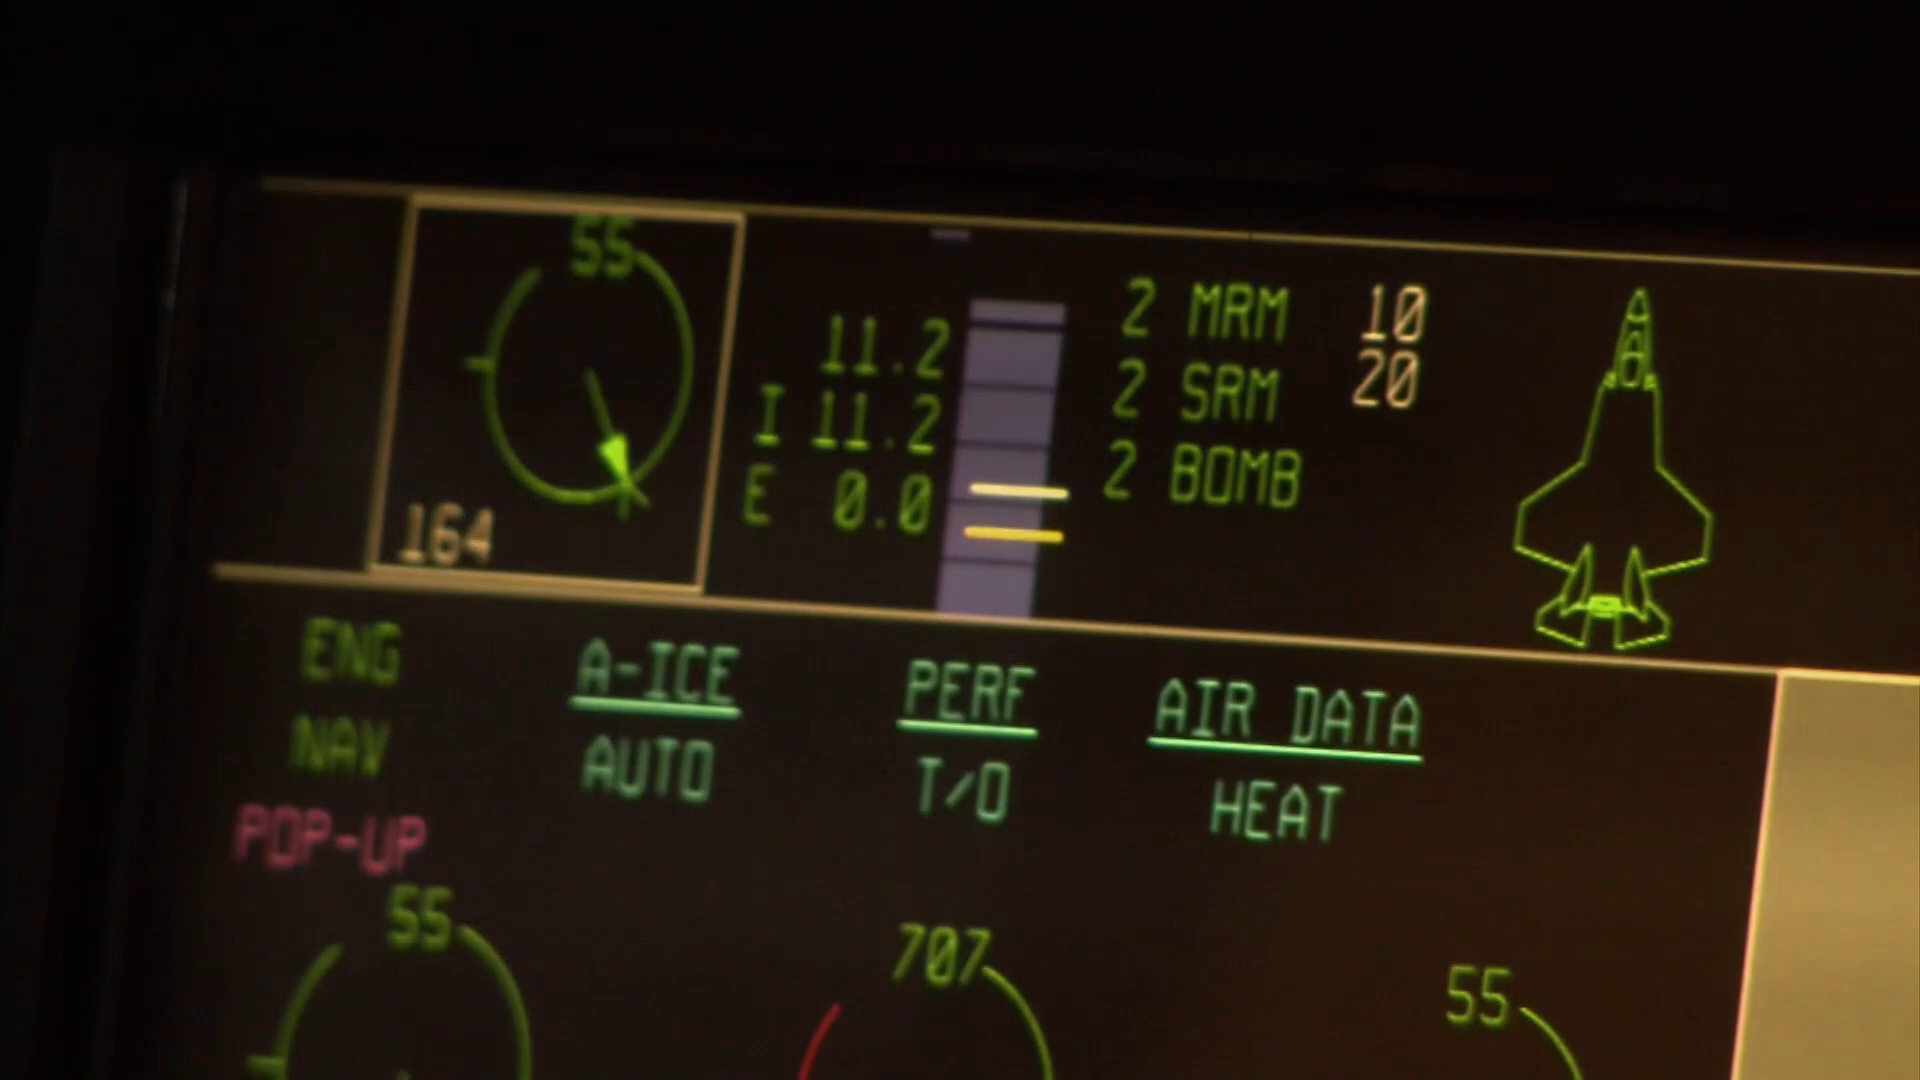 55
164
11.2
I 11.2
E 0.0
2 MRM 10
2 SRM 20
2 BOMB
ENG
NAV
POP-UP
A-ICE
AUTO
PERF
T/O
AIR DATA
HEAT
55
707
55